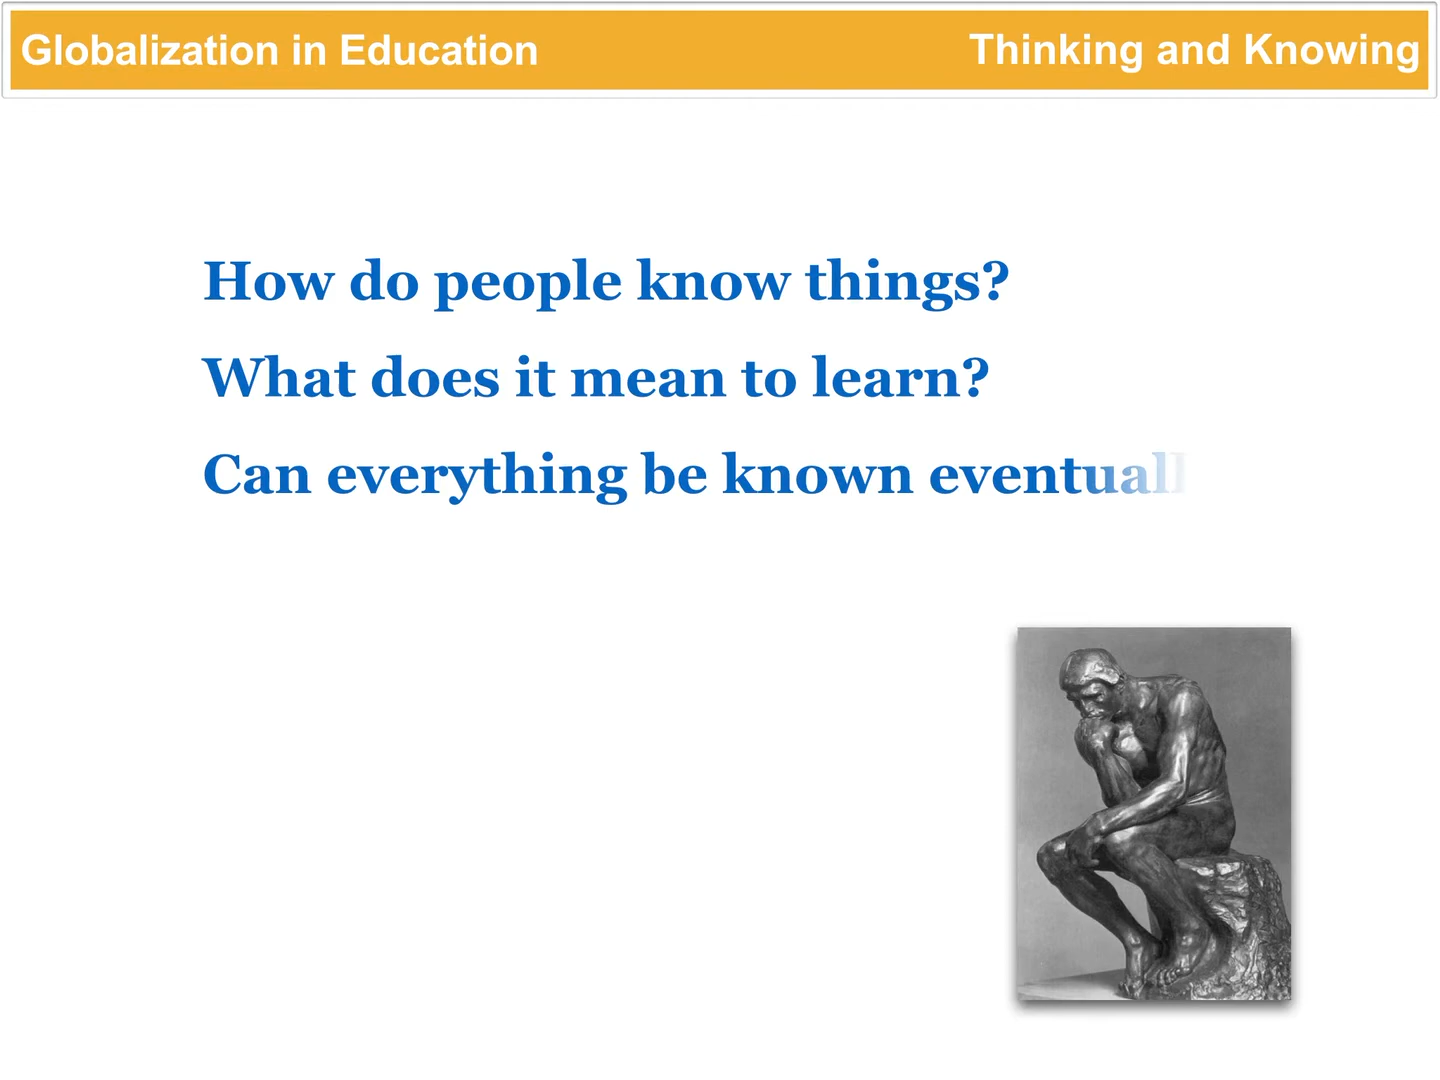 Globalization in Education
Thinking and Knowing
How do people know things?
What does it mean to learn?
Can everything be known eventuall